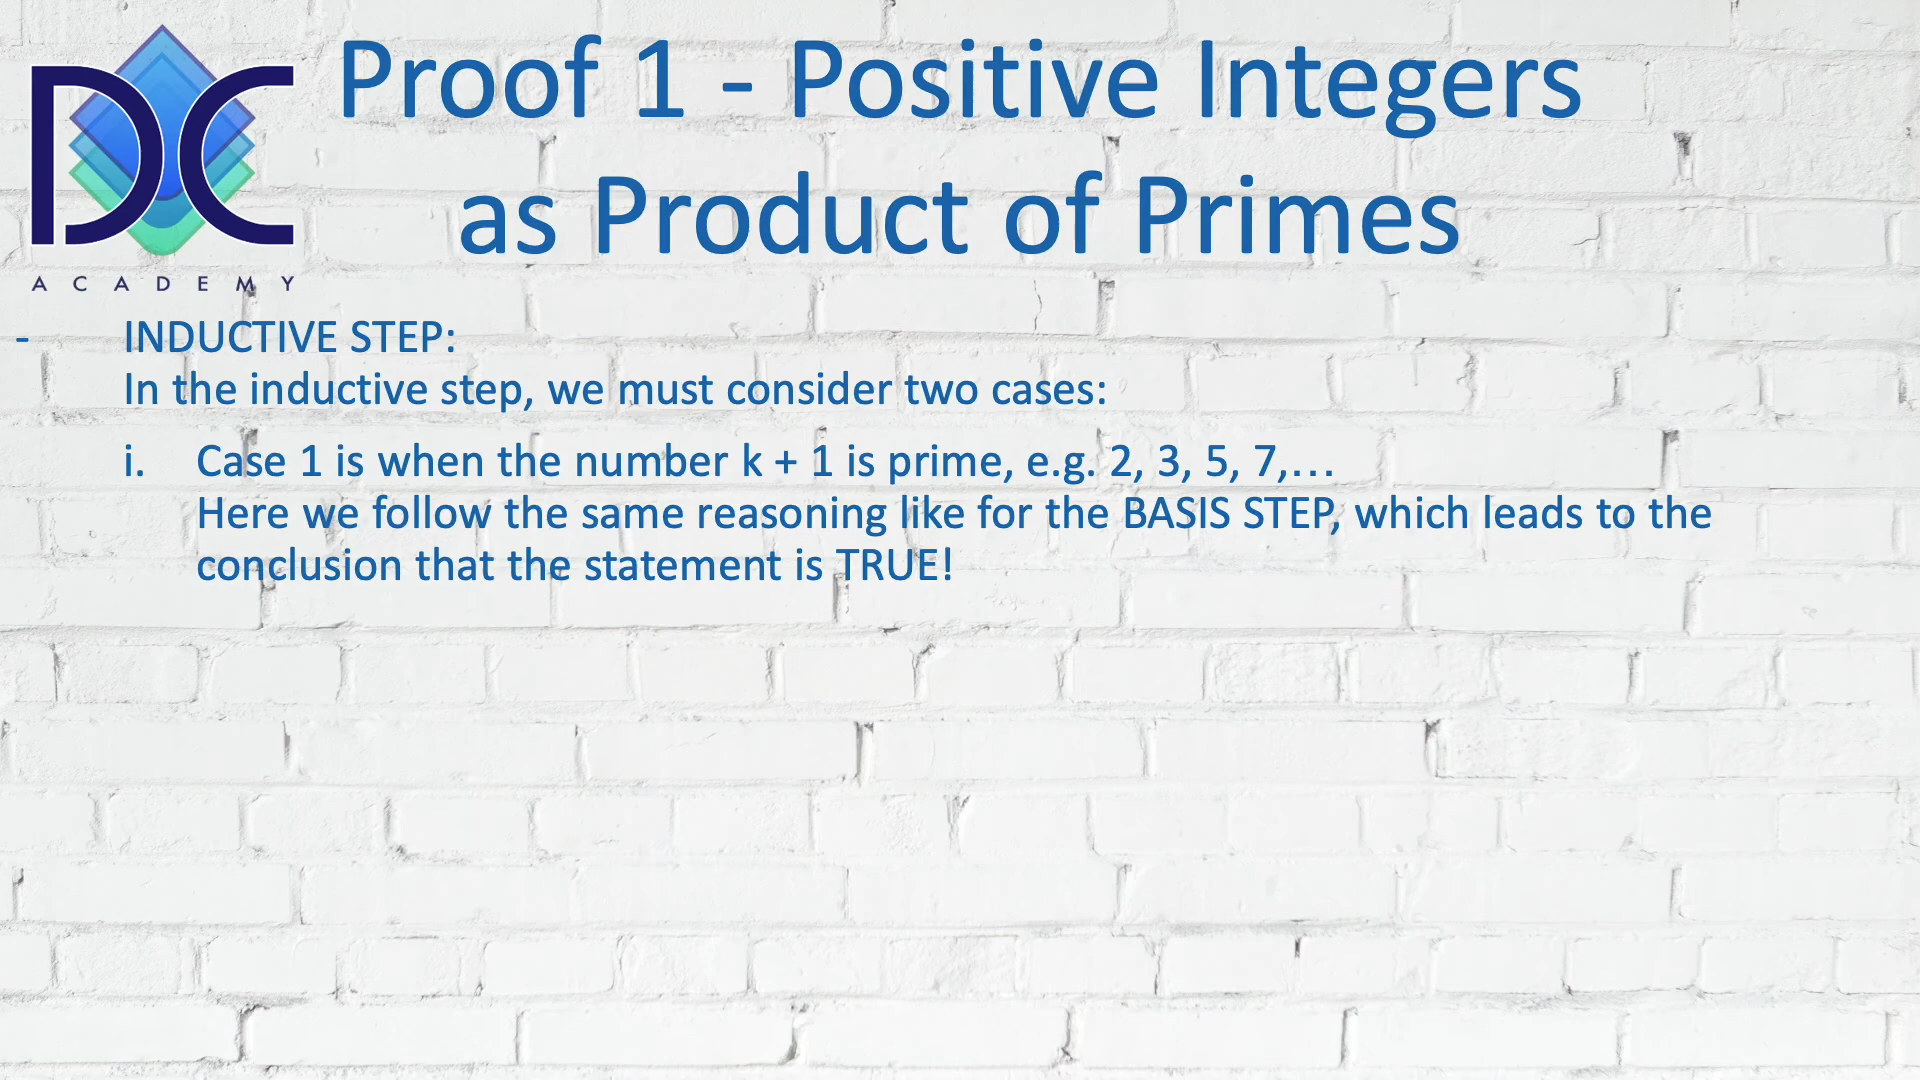 DC
ACADEMY
Proof 1 - Positive Integers
as Product of Primes
- INDUCTIVE STEP:
In the inductive step, we must consider two cases:
i. Case 1 is when the number k + 1 is prime, e.g. 2, 3, 5, 7,…
Here we follow the same reasoning like for the BASIS STEP, which leads to the
conclusion that the statement is TRUE!